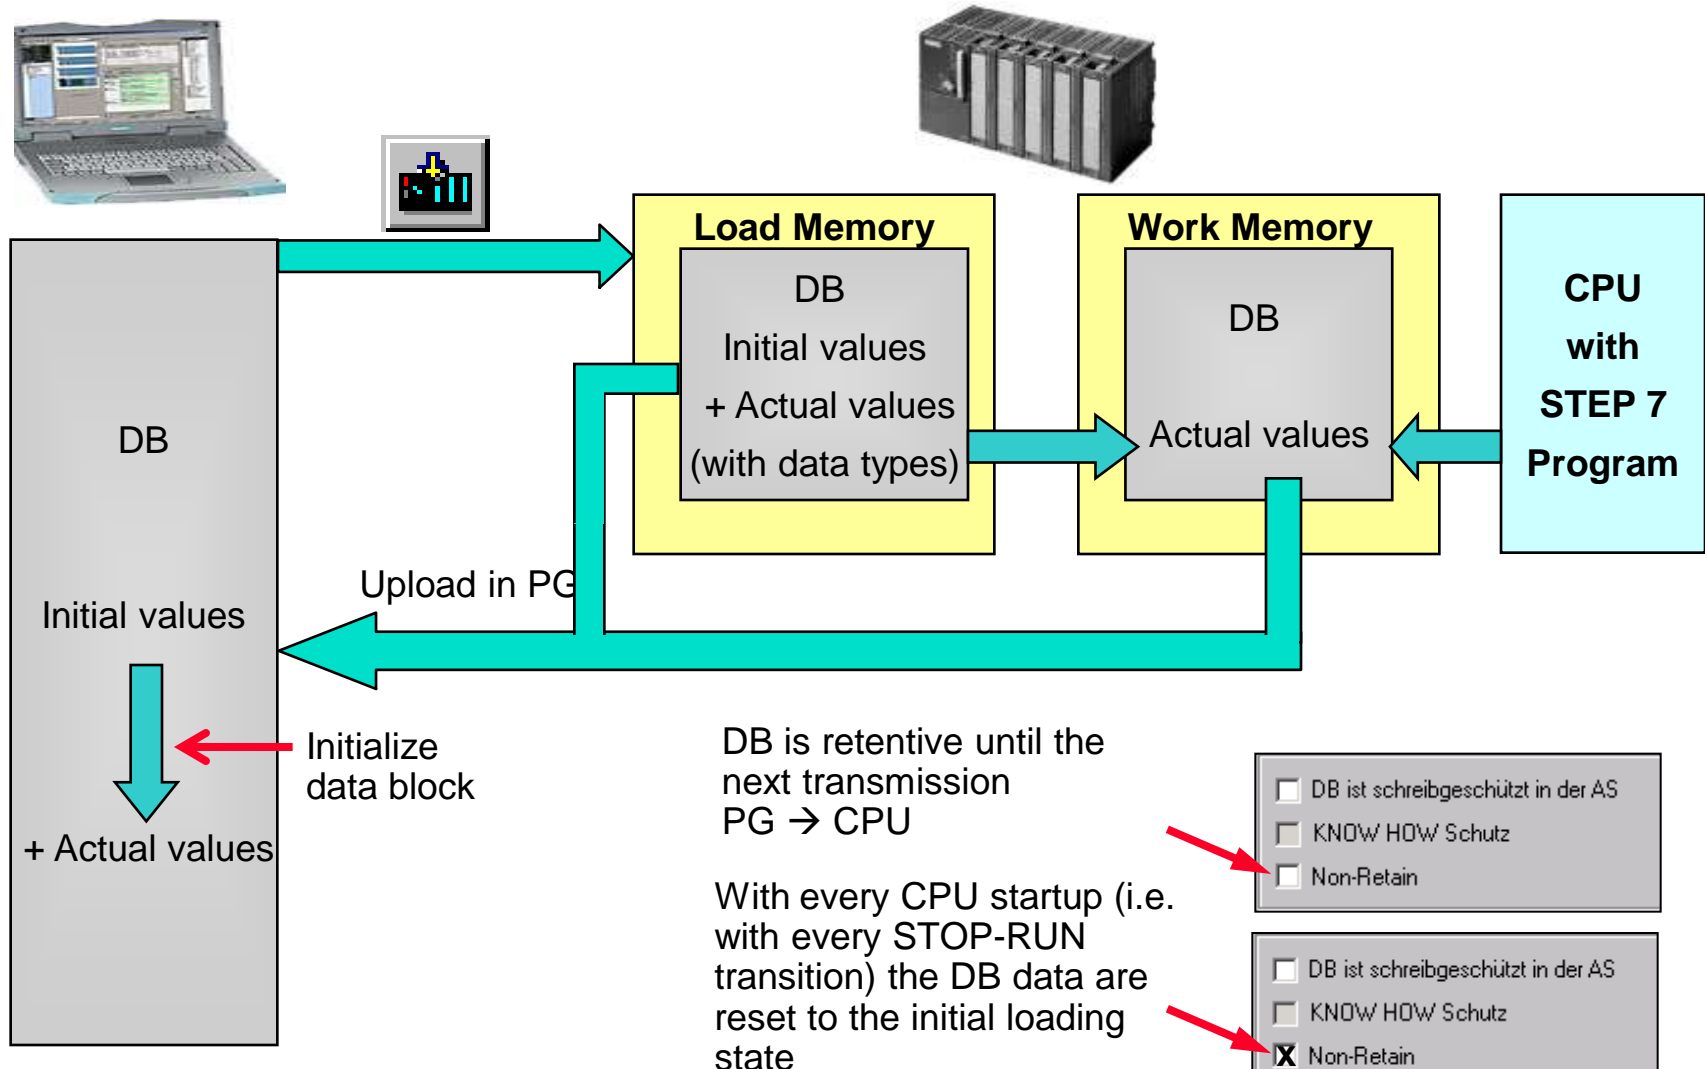 Load Memory
DB
Initial values
+ Actual values
(with data types)
Work Memory
DB
Actual values
CPU
with
STEP 7
Program
DB
Initial values
+ Actual values
Upload in PG
Initialize
data block
DB is retentive until the
next transmission
PG → CPU
With every CPU startup (i.e.
with every STOP-RUN
transition) the DB data are
reset to the initial loading
state
DB ist schreibgeschützt in der AS
KNOW HOW Schutz
Non-Retain
DB ist schreibgeschützt in der AS
KNOW HOW Schutz
X Non-Retain